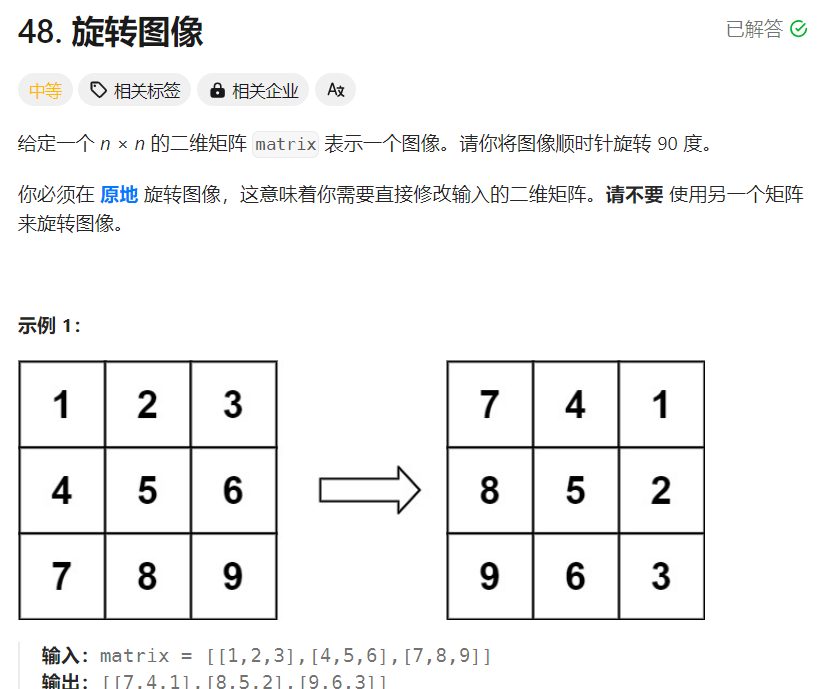 48. 旋转图像
已解答
中等 相关标签 相关企业 Aあ
给定一个 n × n 的二维矩阵 matrix 表示一个图像。请你将图像顺时针旋转 90 度。
你必须在 原地 旋转图像，这意味着你需要直接修改输入的二维矩阵。请不要 使用另一个矩阵
来旋转图像。
示例 1：
1 2 3 7 4 1
4 5 6 8 5 2
7 8 9 9 6 3
输入：matrix = [[1,2,3],[4,5,6],[7,8,9]]
输出：[[7,4,1],[8,5,2],[9,6,3]]